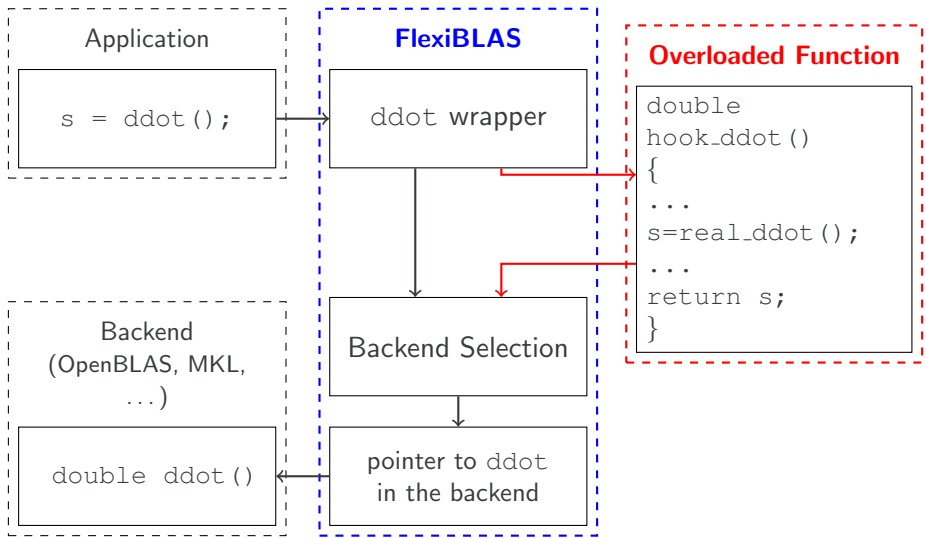 Application
s = ddot();
FlexiBLAS
ddot wrapper
Overloaded Function
double
hook_ddot()
{
...
s=real_ddot();
...
return s;
}
Backend Selection
pointer to ddot
in the backend
Backend
(OpenBLAS, MKL,
...)
double ddot()